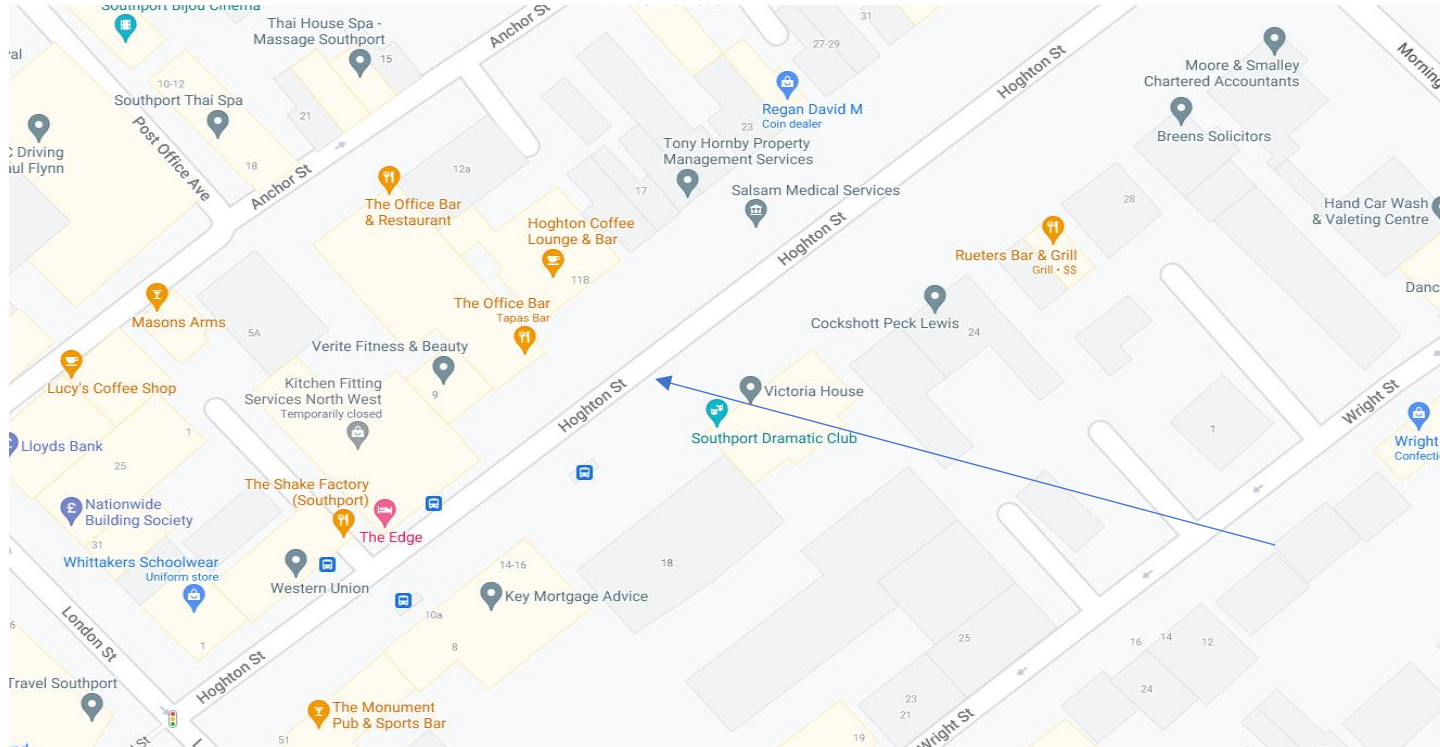 Southport Bijou Cinema
Thai House Spa -
Massage Southport
15
Anchor St
31
27-29
Hoghton St
Moore & Smalley
Chartered Accountants
10-12
Southport Thai Spa
21
Regan David M
Coin dealer
23
Breens Solicitors
Post Office Ave
18
Anchor St
12a
Tony Hornby Property
Management Services
17
Salsam Medical Services
28
Hand Car Wash
& Valeting Centre
The Office Bar
& Restaurant
Hoghton Coffee
Lounge & Bar
11B
Hoghton St
Rueters Bar & Grill
Grill • $$
Masons Arms
5A
The Office Bar
Tapas Bar
Cockshott Peck Lewis
24
Verite Fitness & Beauty
9
Lucy's Coffee Shop
Kitchen Fitting
Services North West
Temporarily closed
Hoghton St
Victoria House
Southport Dramatic Club
Wright St
1
Lloyds Bank
1
25
Nationwide
Building Society
31
The Shake Factory
(Southport)
The Edge
Whittakers Schoolwear
Uniform store
Western Union
14-16
Key Mortgage Advice
18
10a
8
25
16
14
12
London St
1
Hoghton St
24
Travel Southport
The Monument
Pub & Sports Bar
51
23
21
19
Wright St